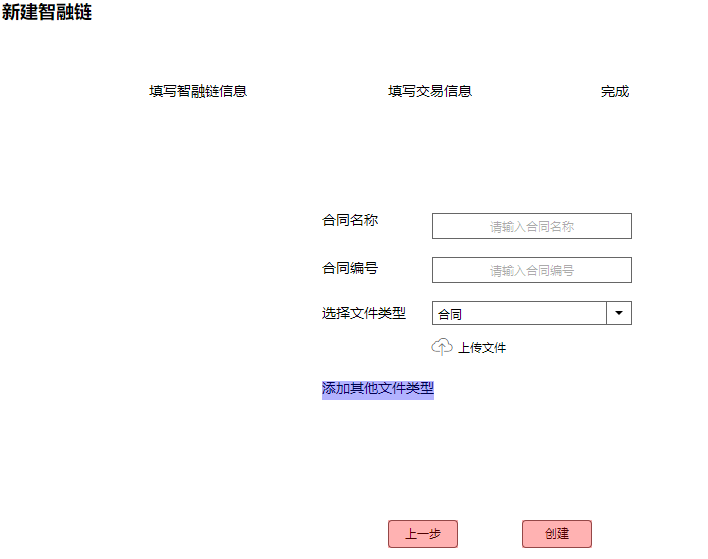 新建智融链
填写智融链信息 填写交易信息 完成
合同名称 请输入合同名称
合同编号 请输入合同编号
选择文件类型 合同
上传文件
添加其他文件类型
上一步 创建